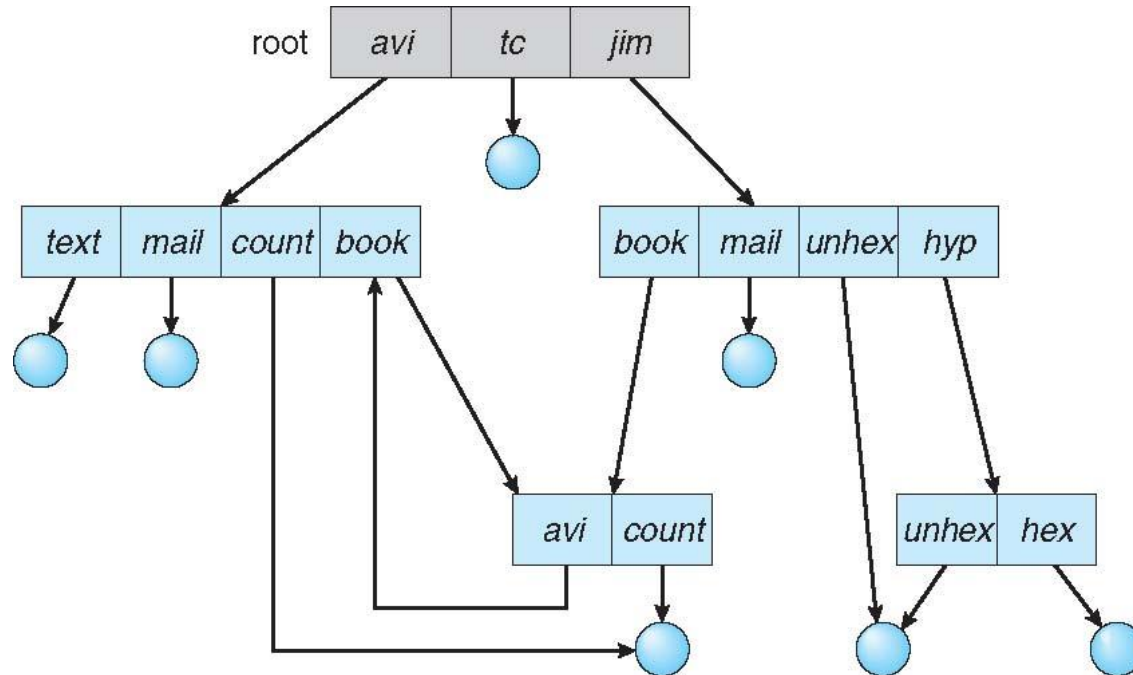 root avi tc jim
text mail count book book mail unhex hyp
avi count unhex hex